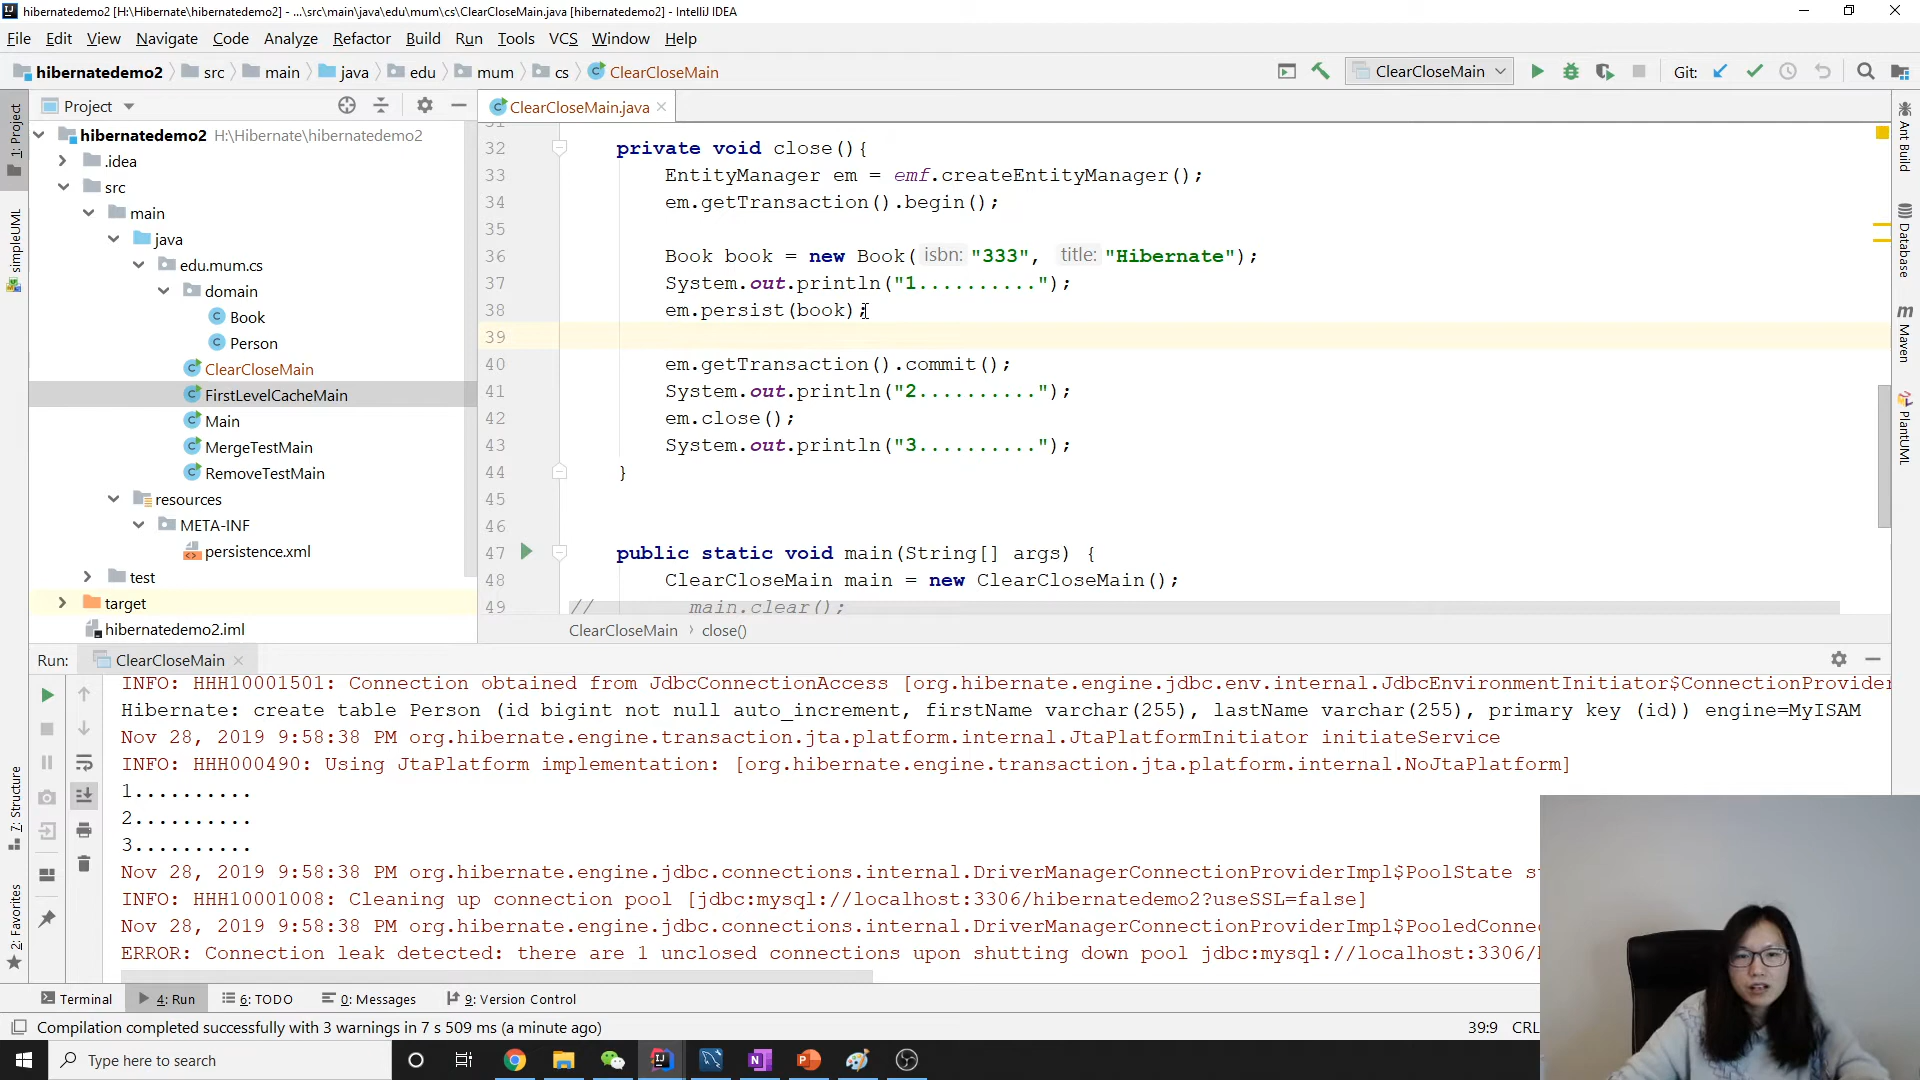 hibernatedemo2 [H:\Hibernate\hibernatedemo2] - ...\src\main\java\edu\mum\cs\ClearCloseMain.java [hibernatedemo2] - IntelliJ IDEA
File Edit View Navigate Code Analyze Refactor Build Run Tools VCS Window Help
hibernatedemo2 src main java edu mum cs ClearCloseMain
ClearCloseMain
Git:
Project
ClearCloseMain.java
1: Project
simpleUML
7: Structure
2: Favorites
hibernatedemo2 H:\Hibernate\hibernatedemo2
.idea
src
main
java
edu.mum.cs
domain
Book
Person
ClearCloseMain
FirstLevelCacheMain
Main
MergeTestMain
RemoveTestMain
resources
META-INF
persistence.xml
test
target
hibernatedemo2.iml
31
32 private void close(){
33 EntityManager em = emf.createEntityManager();
34 em.getTransaction().begin();
35
36 Book book = new Book( isbn: "333", title: "Hibernate");
37 System.out.println("1..........");
38 em.persist(book);
39
40 em.getTransaction().commit();
41 System.out.println("2..........");
42 em.close();
43 System.out.println("3..........");
44 }
45
46
47 public static void main(String[] args) {
48 ClearCloseMain main = new ClearCloseMain();
49 // main.clear();
ClearCloseMain › close()
Ant Build
Database
Maven
PlantUML
Run: ClearCloseMain
INFO: HHH10001501: Connection obtained from JdbcConnectionAccess [org.hibernate.engine.jdbc.env.internal.JdbcEnvironmentInitiator$ConnectionProvider
Hibernate: create table Person (id bigint not null auto_increment, firstName varchar(255), lastName varchar(255), primary key (id)) engine=MyISAM
Nov 28, 2019 9:58:38 PM org.hibernate.engine.transaction.jta.platform.internal.JtaPlatformInitiator initiateService
INFO: HHH000490: Using JtaPlatform implementation: [org.hibernate.engine.transaction.jta.platform.internal.NoJtaPlatform]
1..........
2..........
3..........
Nov 28, 2019 9:58:38 PM org.hibernate.engine.jdbc.connections.internal.DriverManagerConnectionProviderImpl$PoolState s
INFO: HHH10001008: Cleaning up connection pool [jdbc:mysql://localhost:3306/hibernatedemo2?useSSL=false]
Nov 28, 2019 9:58:38 PM org.hibernate.engine.jdbc.connections.internal.DriverManagerConnectionProviderImpl$PooledConnec
ERROR: Connection leak detected: there are 1 unclosed connections upon shutting down pool jdbc:mysql://localhost:3306/
Terminal 4: Run 6: TODO 0: Messages 9: Version Control
Compilation completed successfully with 3 warnings in 7 s 509 ms (a minute ago)
39:9 CRL
Type here to search